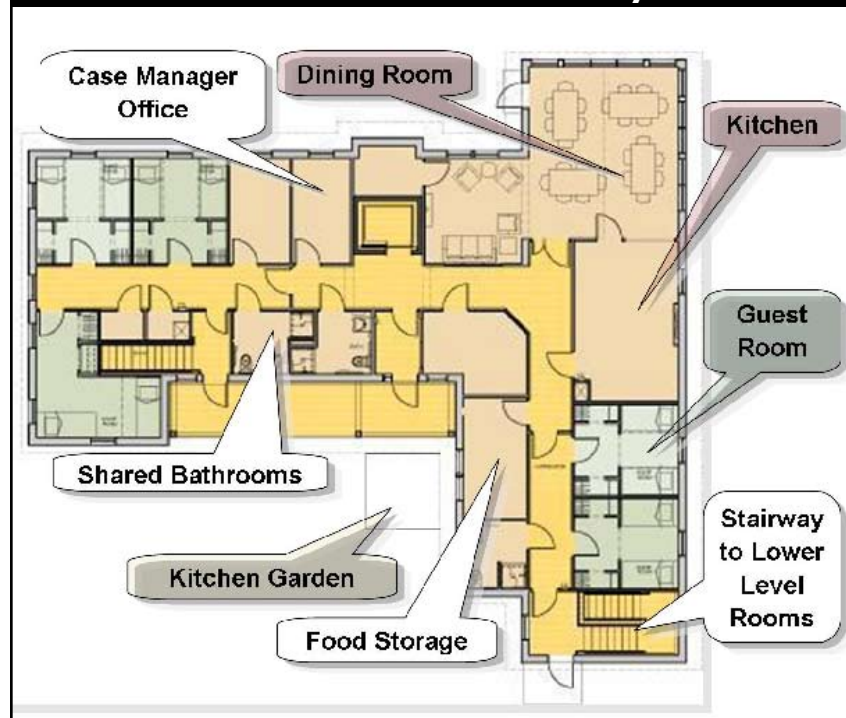 Case Manager
Office
Dining Room
Kitchen
Guest
Room
Shared Bathrooms
Kitchen Garden
Food Storage
Stairway
to Lower
Level
Rooms